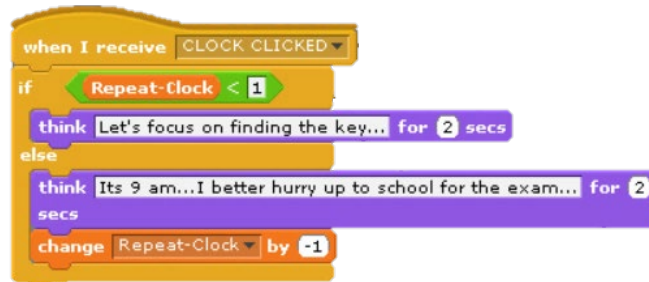 when I receive CLOCK CLICKED
if Repeat-Clock < 1
think Let's focus on finding the key... for 2 secs
else
think Its 9 am...I better hurry up to school for the exam... for 2
secs
change Repeat-Clock by -1